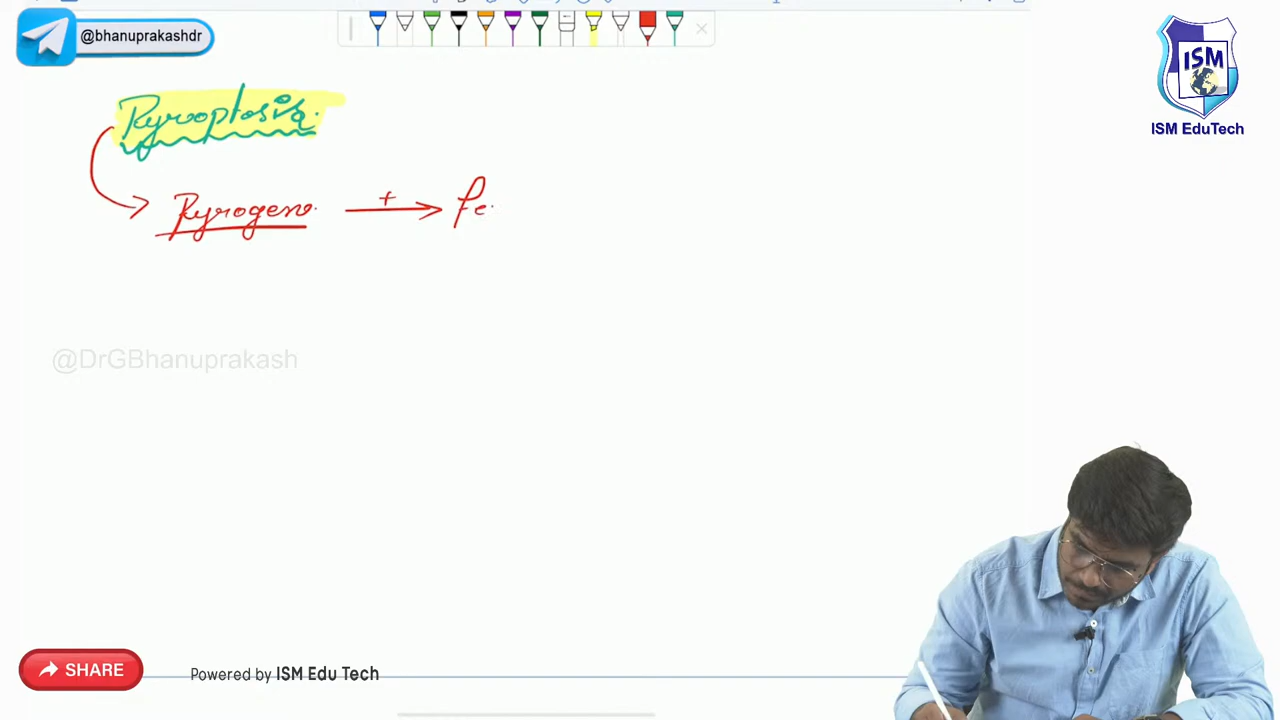 @bhanuprakashdr
ISM
ISM EduTech
Pyroptosis.
Pyrogens. + Fe
@DrGBhanuprakash
SHARE
Powered by ISM Edu Tech